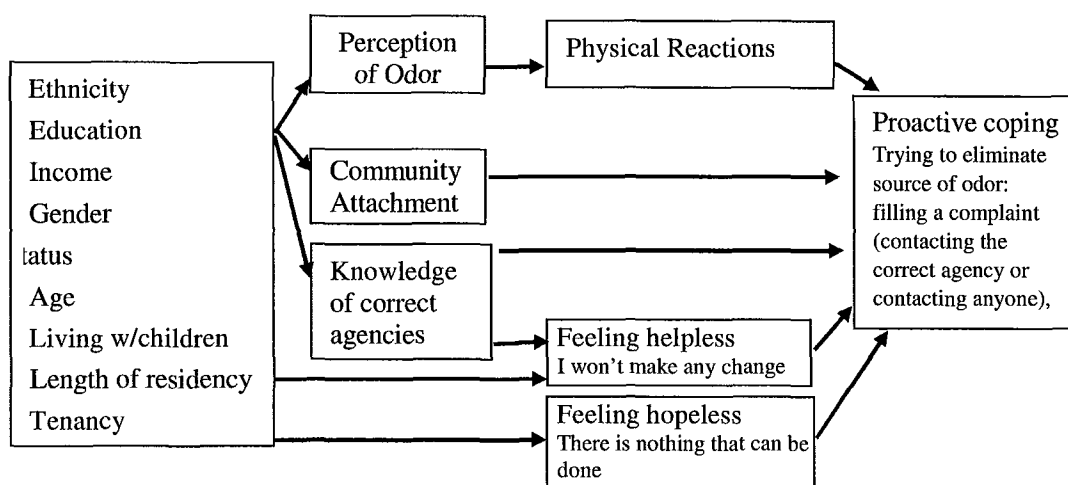 Ethnicity
Education
Income
Gender
tatus
Age
Living w/children
Length of residency
Tenancy
Perception
of Odor
Community
Attachment
Knowledge
of correct
agencies
Physical Reactions
Feeling helpless
I won't make any change
Feeling hopeless
There is nothing that can be
done
Proactive coping
Trying to eliminate
source of odor:
filling a complaint
(contacting the
correct agency or
contacting anyone),